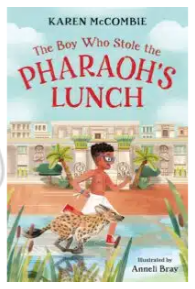 KAREN McCOMBIE
The Boy Who Stole the
PHARAOH'S
LUNCH
Illustrated by
Anneli Bray